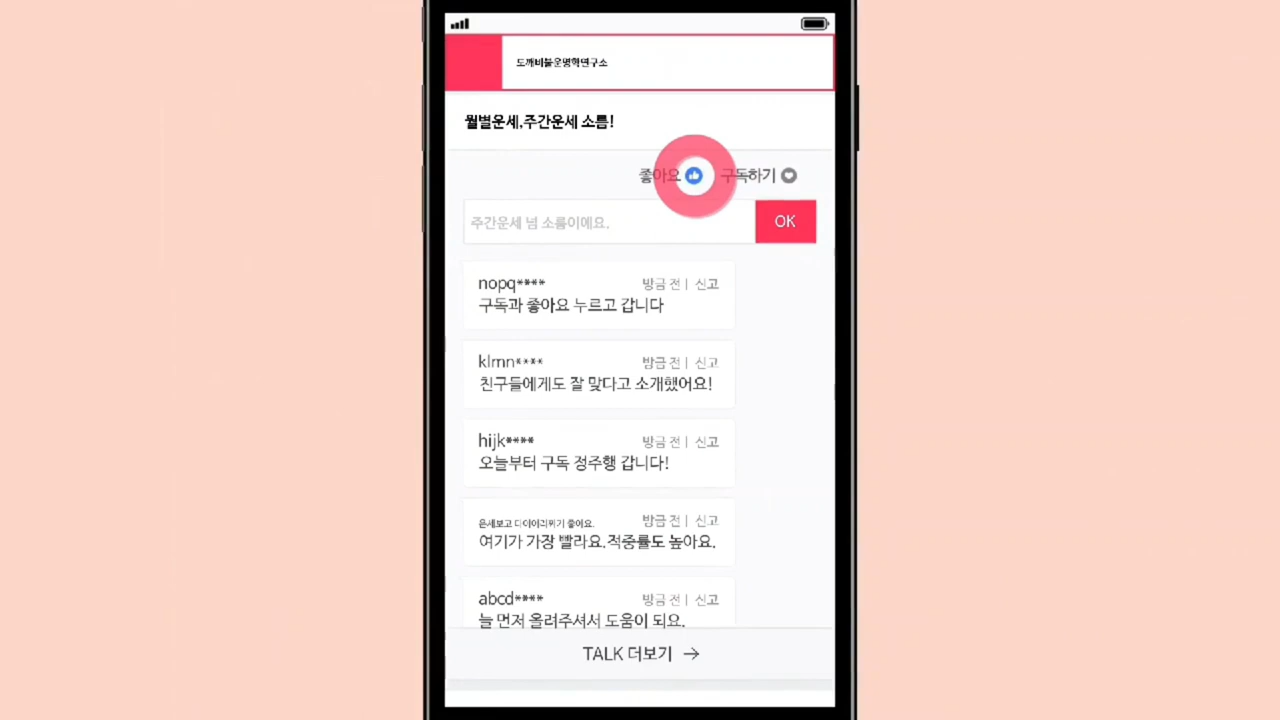 도깨비불운명학연구소
월별운세,주간운세 소름!
좋아요 구독하기
주간운세 넘 소름이예요.
OK
nopq**** 방금 전 | 신고
구독과 좋아요 누르고 갑니다
klmn**** 방금 전 | 신고
친구들에게도 잘 맞다고 소개했어요!
hijk**** 방금 전 | 신고
오늘부터 구독 정주행 갑니다!
운세보고 다이어리찍기 좋아요. 방금 전 | 신고
여기가 가장 빨라요.적중률도 높아요.
abcd**** 방금 전 | 신고
늘 먼저 올려주셔서 도움이 되요.
TALK 더보기 →